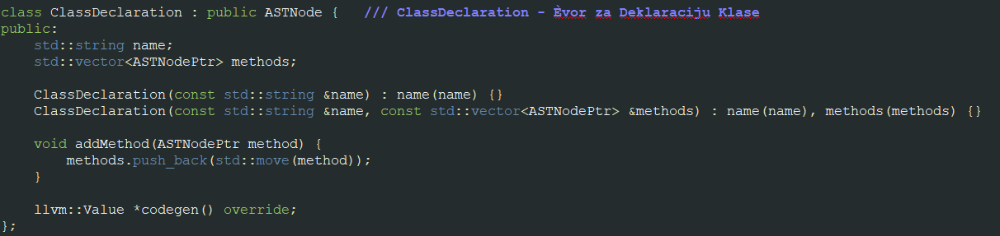 class ClassDeclaration : public ASTNode {   /// ClassDeclaration - Èvor za Deklaraciju Klase
public:
    std::string name;
    std::vector<ASTNodePtr> methods;

    ClassDeclaration(const std::string &name) : name(name) {}
    ClassDeclaration(const std::string &name, const std::vector<ASTNodePtr> &methods) : name(name), methods(methods) {}

    void addMethod(ASTNodePtr method) {
        methods.push_back(std::move(method));
    }

    llvm::Value *codegen() override;
};